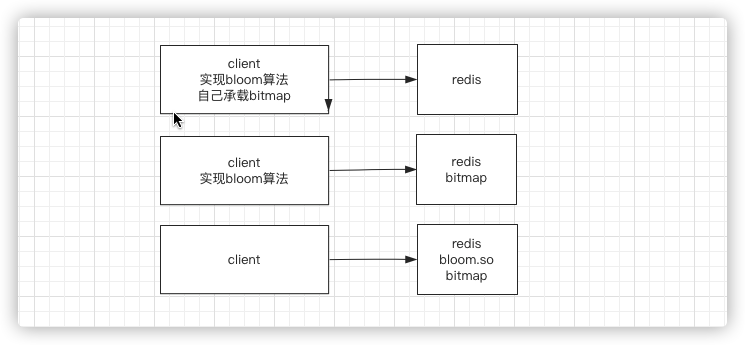 client
实现bloom算法
自己承载bitmap
redis
client
实现bloom算法
redis
bitmap
client
redis
bloom.so
bitmap